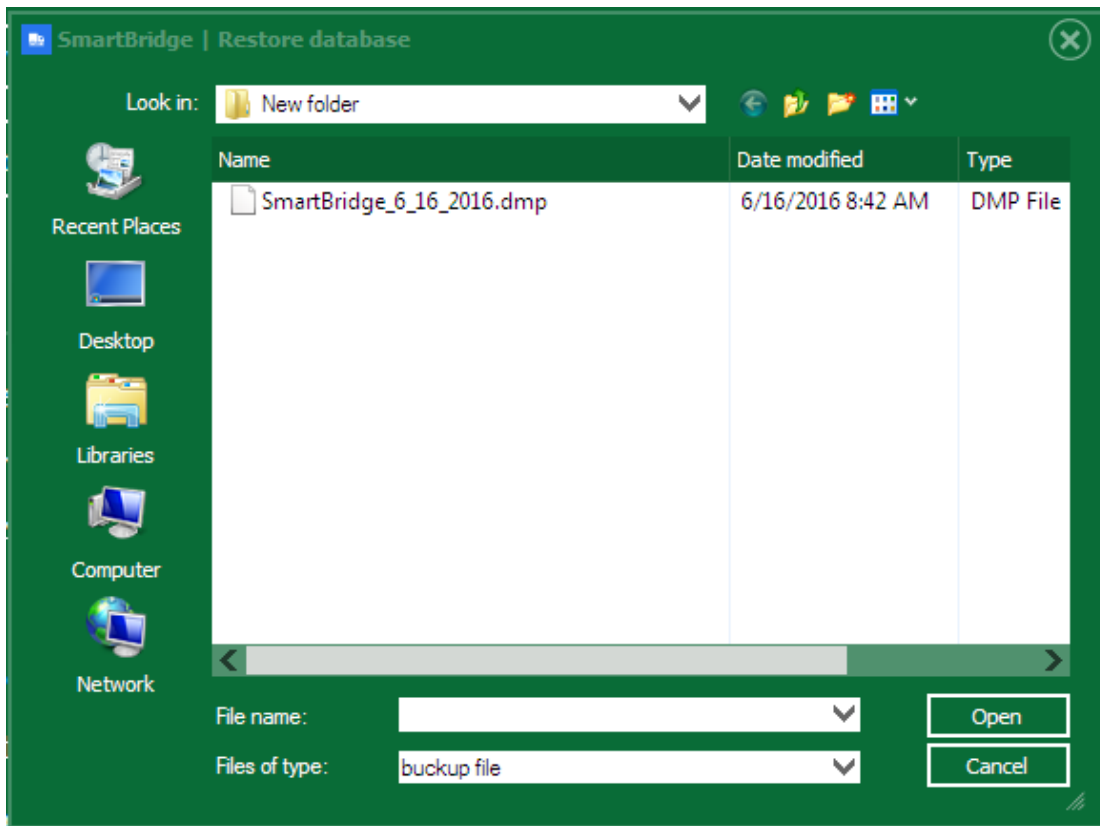 SmartBridge | Restore database
Look in: New folder
Name Date modified Type
SmartBridge_6_16_2016.dmp 6/16/2016 8:42 AM DMP File
Recent Places
Desktop
Libraries
Computer
Network
File name: Open
Files of type: buckup file Cancel